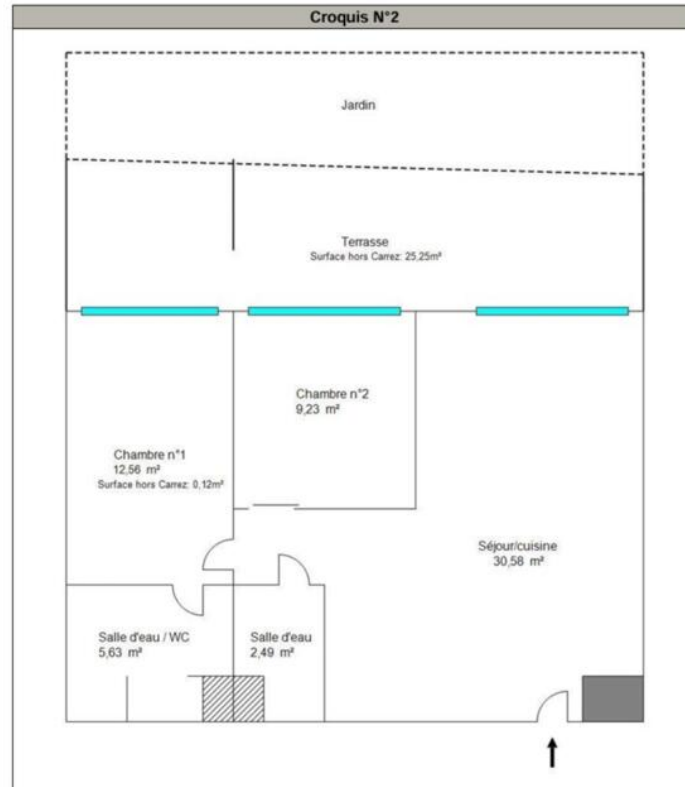 Croquis N°2
Jardin
Terrasse
Surface hors Carrez: 25,25m²
Chambre n°2
9,23 m²
Chambre n°1
12,56 m²
Surface hors Carrez: 0,12m²
Séjour/cuisine
30,58 m²
Salle d'eau / WC
5,63 m²
Salle d'eau
2,49 m²